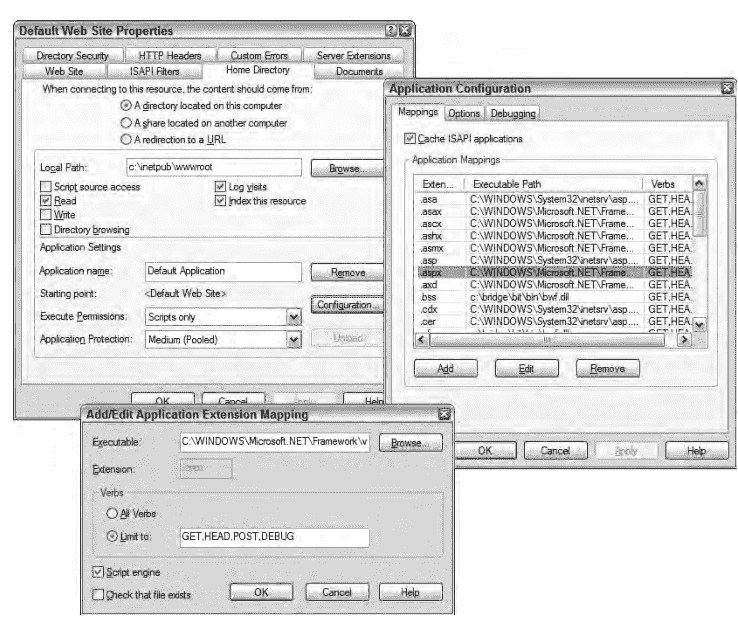 Default Web Site Properties
Directory Security HTTP Headers Custom Errors Server Extensions
Web Site ISAPI Filters Home Directory Documents
When connecting to this resource, the content should come from:
A directory located on this computer
A share located on another computer
A redirection to a URL
Local Path: c:\inetpub\wwwroot Browse...
Script source access Log visits
Read Index this resource
Write
Directory browsing
Application Settings
Application name: Default Application Remove
Starting point: <Default Web Site> Configuration...
Execute Permissions: Scripts only
Application Protection: Medium (Pooled) Unload
OK Cancel Apply Help
Application Configuration
Mappings Options Debugging
Cache ISAPI applications
Application Mappings
Exten... Executable Path Verbs
.asa C:\WINDOWS\System32\inetsrv\asp.... GET,HEA.
.asax C:\WINDOWS\Microsoft.NET\Frame... GET,HEA.
.ascx C:\WINDOWS\Microsoft.NET\Frame... GET,HEA.
.ashx C:\WINDOWS\Microsoft.NET\Frame... GET,HEA.
.asmx C:\WINDOWS\Microsoft.NET\Frame... GET,HEA.
.asp C:\WINDOWS\System32\inetsrv\asp.... GET,HEA.
.aspx C:\WINDOWS\Microsoft.NET\Frame... GET,HEA.
.axd C:\WINDOWS\Microsoft.NET\Frame... GET,HEA.
.bss c:\bridge\bit\bin\bwf.dll GET,HEA.
.cdx C:\WINDOWS\System32\inetsrv\asp.... GET,HEA.
.cer C:\WINDOWS\System32\inetsrv\asp.... GET,HEA.
Add Edit Remove
OK Cancel Apply Help
Add/Edit Application Extension Mapping
Executable: C:\WINDOWS\Microsoft.NET\Framework\v Browse...
Extension: .aspx
Verbs
All Verbs
Limit to: GET,HEAD,POST,DEBUG
Script engine
Check that file exists OK Cancel Help